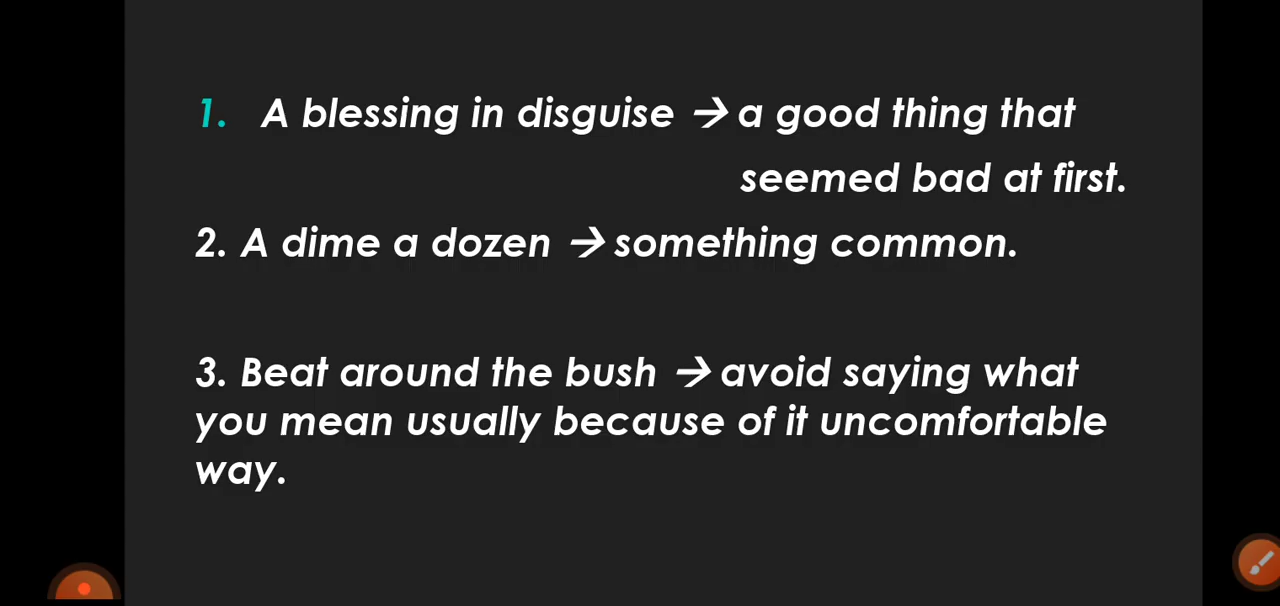 1. A blessing in disguise → a good thing that
seemed bad at first.
2. A dime a dozen → something common.
3. Beat around the bush → avoid saying what
you mean usually because of it uncomfortable
way.